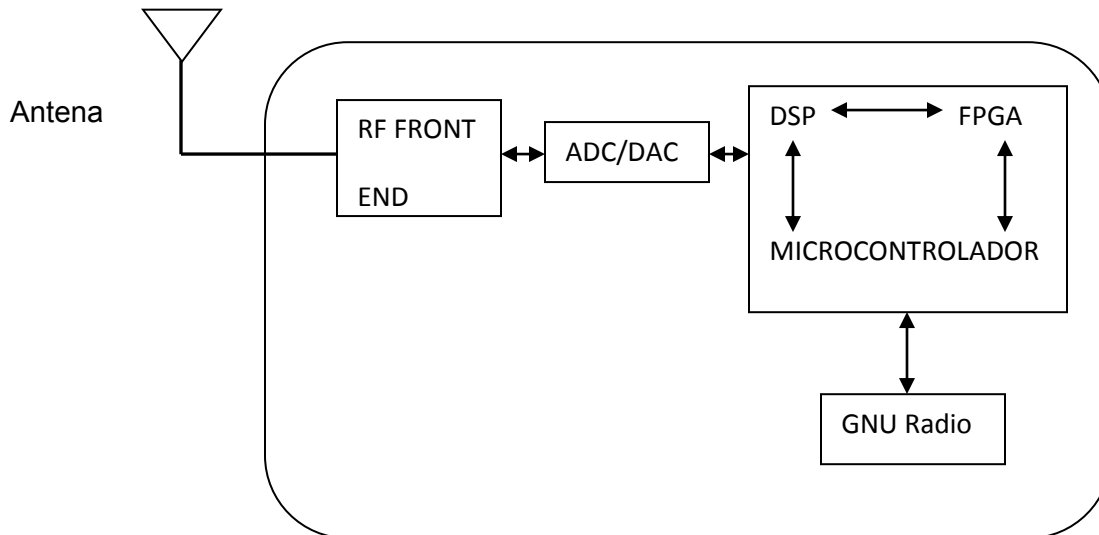 Antena
RF FRONT
END
ADC/DAC
DSP
FPGA
MICROCONTROLADOR
GNU Radio